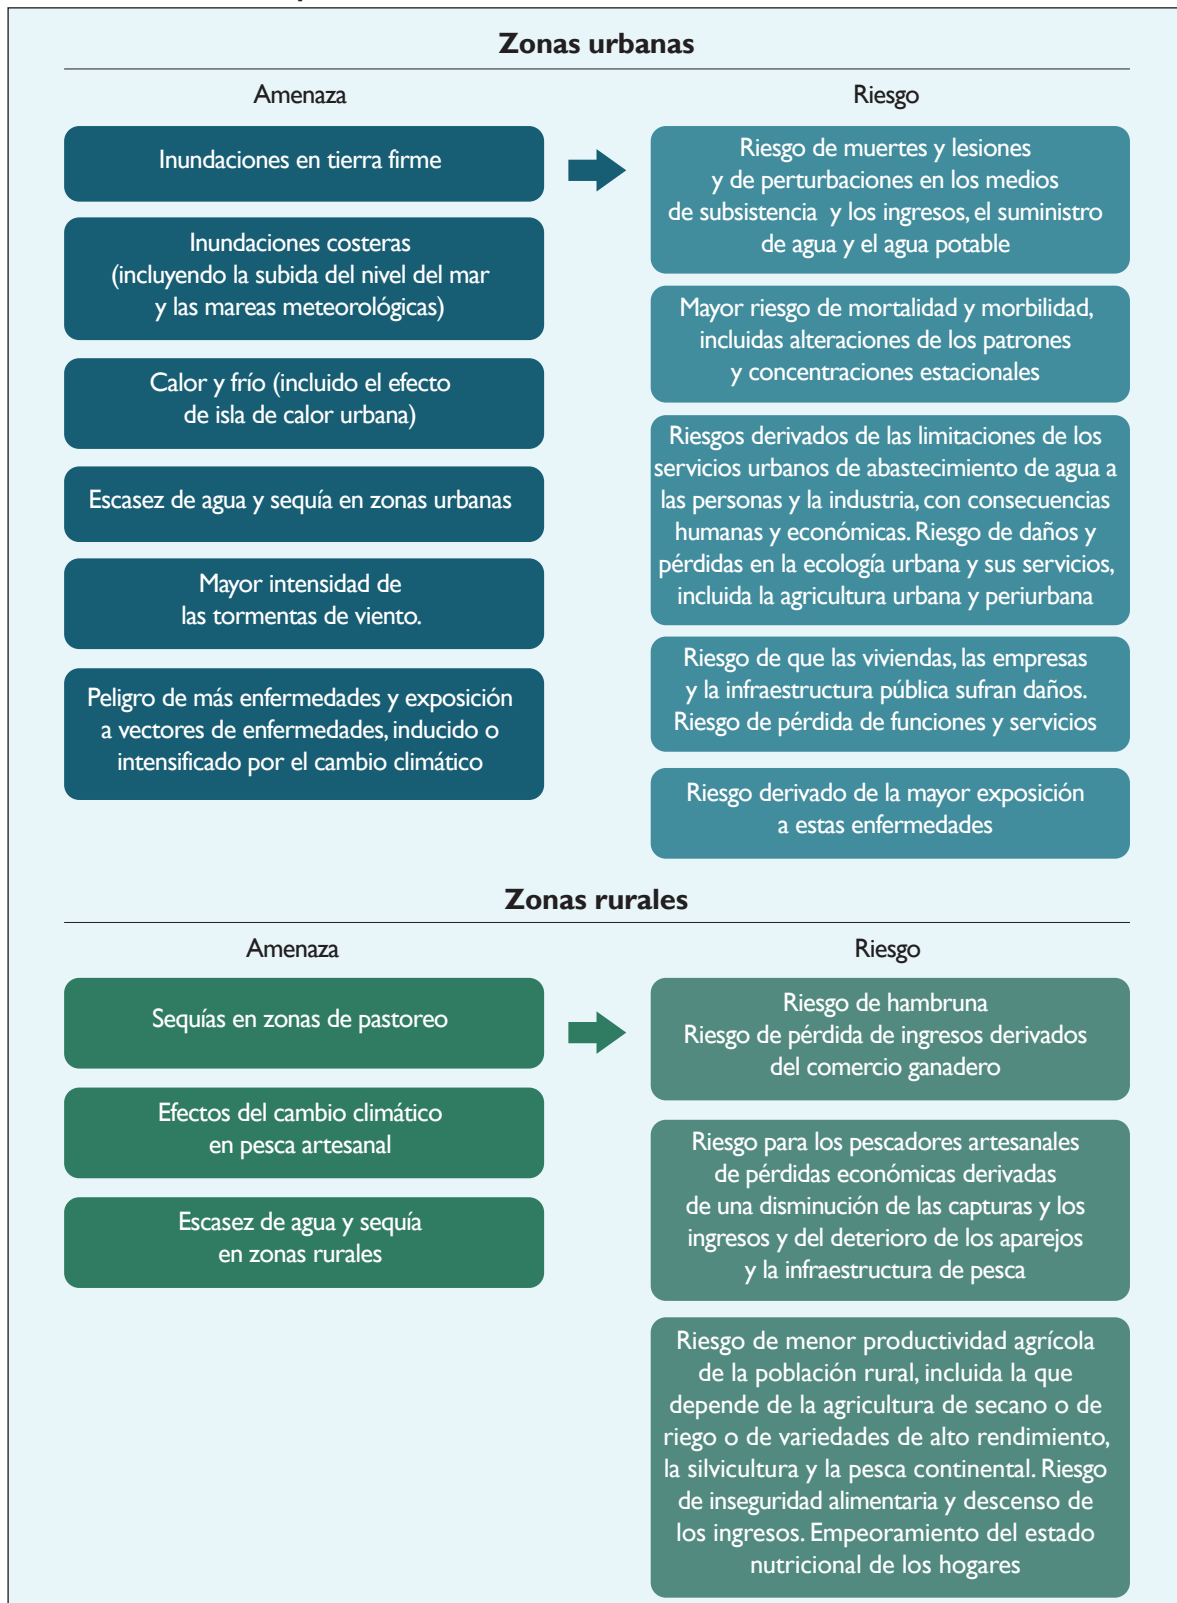 Zonas urbanas
Amenaza
Riesgo
Inundaciones en tierra firme
Inundaciones costeras
(incluyendo la subida del nivel del mar
y las mareas meteorológicas)
Calor y frío (incluido el efecto
de isla de calor urbana)
Escasez de agua y sequía en zonas urbanas
Mayor intensidad de
las tormentas de viento.
Peligro de más enfermedades y exposición
a vectores de enfermedades, inducido o
intensificado por el cambio climático
Riesgo de muertes y lesiones
y de perturbaciones en los medios
de subsistencia y los ingresos, el suministro
de agua y el agua potable
Mayor riesgo de mortalidad y morbilidad,
incluidas alteraciones de los patrones
y concentraciones estacionales
Riesgos derivados de las limitaciones de los
servicios urbanos de abastecimiento de agua a
las personas y la industria, con consecuencias
humanas y económicas. Riesgo de daños y
pérdidas en la ecología urbana y sus servicios,
incluida la agricultura urbana y periurbana
Riesgo de que las viviendas, las empresas
y la infraestructura pública sufran daños.
Riesgo de pérdida de funciones y servicios
Riesgo derivado de la mayor exposición
a estas enfermedades
Zonas rurales
Amenaza
Riesgo
Sequías en zonas de pastoreo
Efectos del cambio climático
en pesca artesanal
Escasez de agua y sequía
en zonas rurales
Riesgo de hambruna
Riesgo de pérdida de ingresos derivados
del comercio ganadero
Riesgo para los pescadores artesanales
de pérdidas económicas derivadas
de una disminución de las capturas y los
ingresos y del deterioro de los aparejos
y la infraestructura de pesca
Riesgo de menor productividad agrícola
de la población rural, incluida la que
depende de la agricultura de secano o de
riego o de variedades de alto rendimiento,
la silvicultura y la pesca continental. Riesgo
de inseguridad alimentaria y descenso de
los ingresos. Empeoramiento del estado
nutricional de los hogares